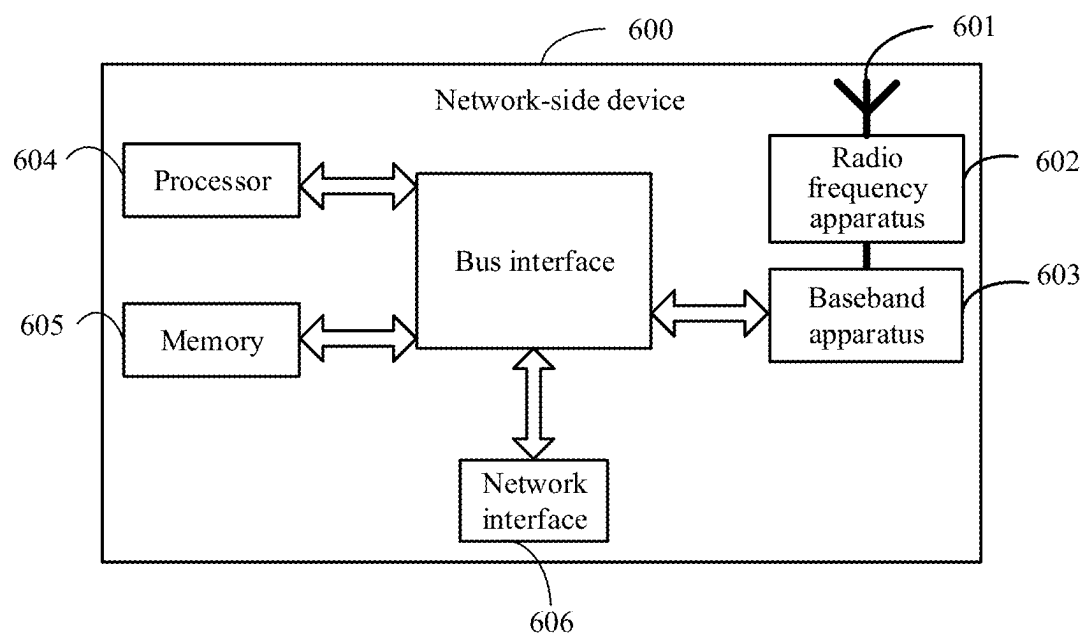 600
601
Network-side device
604
Processor
Radio
frequency
apparatus
602
Bus interface
603
Baseband
apparatus
605
Memory
Network
interface
606